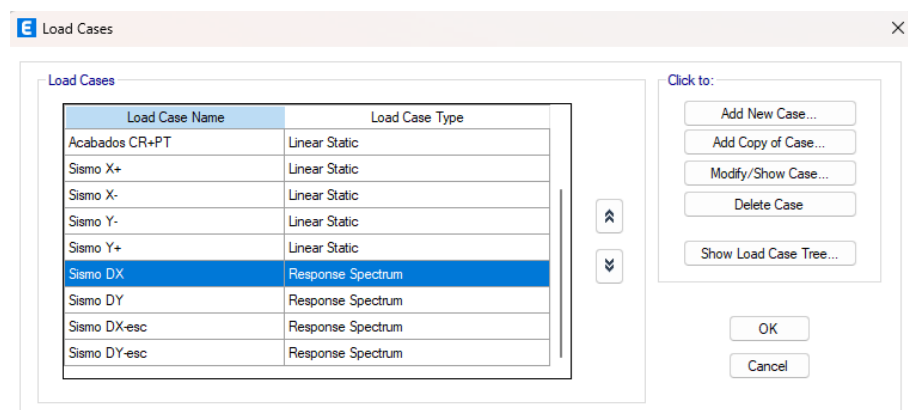 E Load Cases
Load Cases
Load Case Name Load Case Type
Acabados CR+PT Linear Static
Sismo X+ Linear Static
Sismo X- Linear Static
Sismo Y- Linear Static
Sismo Y+ Linear Static
Sismo DX Response Spectrum
Sismo DY Response Spectrum
Sismo DX-esc Response Spectrum
Sismo DY-esc Response Spectrum
Click to:
Add New Case...
Add Copy of Case...
Modify/Show Case...
Delete Case
Show Load Case Tree...
OK
Cancel